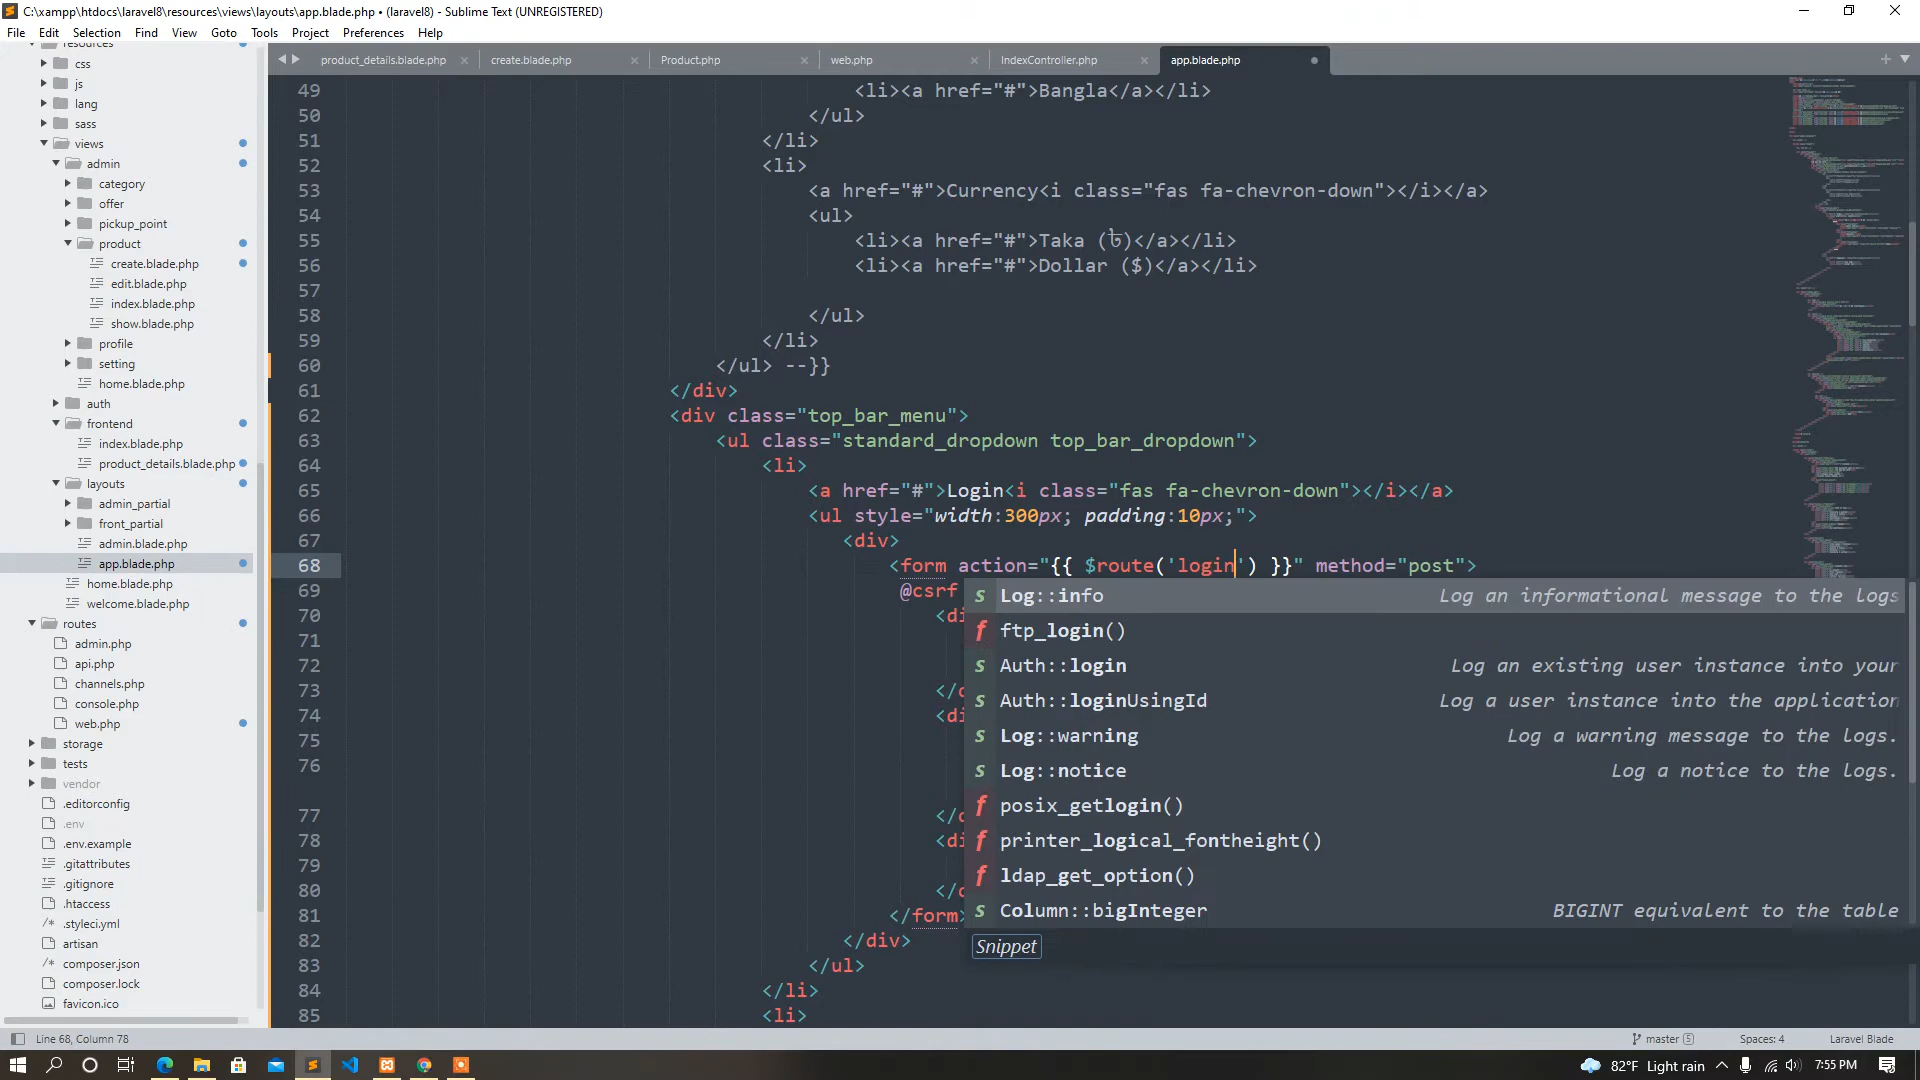 C:\xampp\htdocs\laravel8\resources\views\layouts\app.blade.php • (laravel8) - Sublime Text (UNREGISTERED)
File Edit Selection Find View Goto Tools Project Preferences Help
resources
css
js
lang
sass
views
admin
category
offer
pickup_point
product
create.blade.php
edit.blade.php
index.blade.php
show.blade.php
profile
setting
home.blade.php
auth
frontend
index.blade.php
product_details.blade.php
layouts
admin_partial
front_partial
admin.blade.php
app.blade.php
home.blade.php
welcome.blade.php
routes
admin.php
api.php
channels.php
console.php
web.php
storage
tests
vendor
.editorconfig
.env
.env.example
.gitattributes
.gitignore
.htaccess
.styleci.yml
artisan
composer.json
composer.lock
favicon.ico
product_details.blade.php create.blade.php Product.php web.php IndexController.php app.blade.php
49 <li><a href="#">Bangla</a></li>
50 </ul>
51 </li>
52 <li>
53 <a href="#">Currency<i class="fas fa-chevron-down"></i></a>
54 <ul>
55 <li><a href="#">Taka (৳)</a></li>
56 <li><a href="#">Dollar ($)</a></li>
57
58 </ul>
59 </li>
60 </ul> --}}
61 </div>
62 <div class="top_bar_menu">
63 <ul class="standard_dropdown top_bar_dropdown">
64 <li>
65 <a href="#">Login<i class="fas fa-chevron-down"></i></a>
66 <ul style="width:300px; padding:10px;">
67 <div>
68 <form action="{{ $route('login') }}" method="post">
69 @csrf
70 <di
71
72
73 </d
74 <di
75
76
77 </d
78 <di
79
80 </d
81 </form>
82 </div>
83 </ul>
84 </li>
85 <li>
s Log::info Log an informational message to the logs
f ftp_login()
s Auth::login Log an existing user instance into your
s Auth::loginUsingId Log a user instance into the application
s Log::warning Log a warning message to the logs.
s Log::notice Log a notice to the logs.
f posix_getlogin()
f printer_logical_fontheight()
f ldap_get_option()
s Column::bigInteger BIGINT equivalent to the table
Snippet
Line 68, Column 78 master 5 Spaces: 4 Laravel Blade
82°F Light rain 7:55 PM